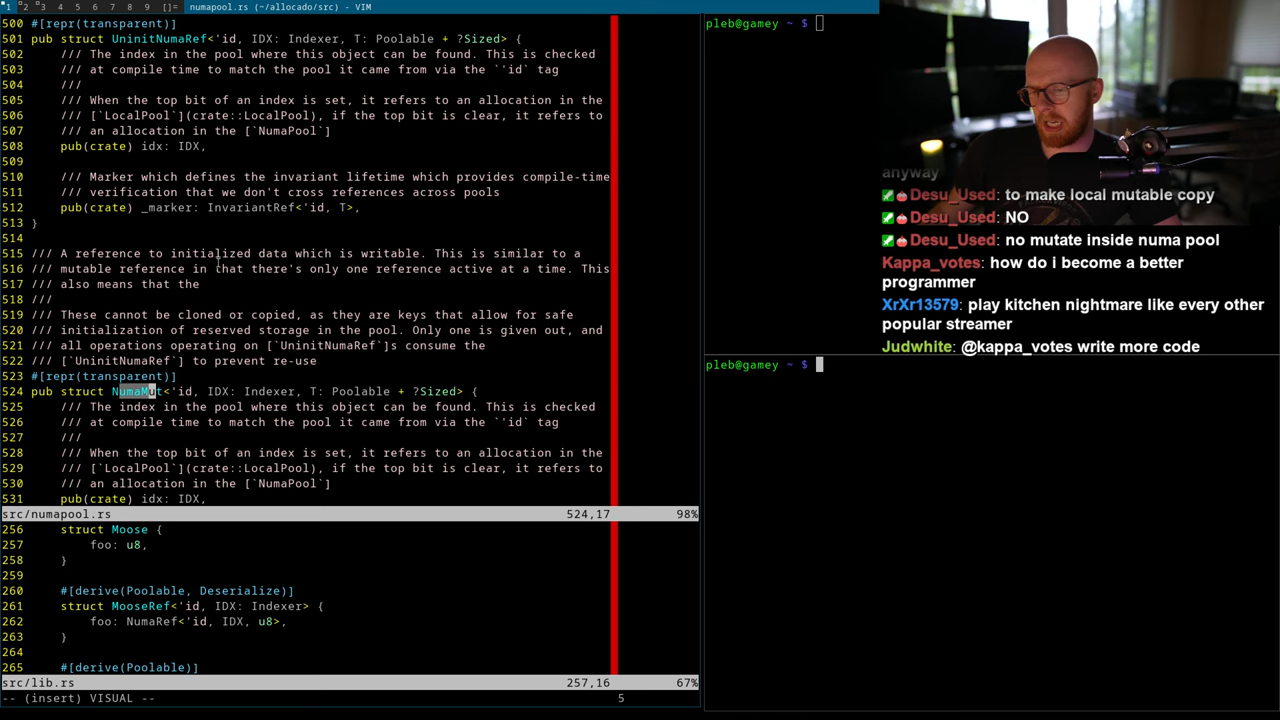 1 2 3 4 5 6 7 8 9 []= numapool.rs (~/allocado/src) - VIM
500 #[repr(transparent)]
501 pub struct UninitNumaRef<'id, IDX: Indexer, T: Poolable + ?Sized> {
502     /// The index in the pool where this object can be found. This is checked
503     /// at compile time to match the pool it came from via the `'id` tag
504     ///
505     /// When the top bit of an index is set, it refers to an allocation in the
506     /// [`LocalPool`](crate::LocalPool), if the top bit is clear, it refers to
507     /// an allocation in the [`NumaPool`]
508     pub(crate) idx: IDX,
509
510     /// Marker which defines the invariant lifetime which provides compile-time
511     /// verification that we don't cross references across pools
512     pub(crate) _marker: InvariantRef<'id, T>,
513 }
514
515 /// A reference to initialized data which is writable. This is similar to a
516 /// mutable reference in that there's only one reference active at a time. This
517 /// also means that the
518 ///
519 /// These cannot be cloned or copied, as they are keys that allow for safe
520 /// initialization of reserved storage in the pool. Only one is given out, and
521 /// all operations operating on [`UninitNumaRef`]s consume the
522 /// [`UninitNumaRef`] to prevent re-use
523 #[repr(transparent)]
524 pub struct NumaMut<'id, IDX: Indexer, T: Poolable + ?Sized> {
525     /// The index in the pool where this object can be found. This is checked
526     /// at compile time to match the pool it came from via the `'id` tag
527     ///
528     /// When the top bit of an index is set, it refers to an allocation in the
529     /// [`LocalPool`](crate::LocalPool), if the top bit is clear, it refers to
530     /// an allocation in the [`NumaPool`]
531     pub(crate) idx: IDX,
src/numapool.rs 524,17 98%
256     struct Moose {
257         foo: u8,
258     }
259
260     #[derive(Poolable, Deserialize)]
261     struct MooseRef<'id, IDX: Indexer> {
262         foo: NumaRef<'id, IDX, u8>,
263     }
264
265     #[derive(Poolable)]
src/lib.rs 257,16 67%
-- (insert) VISUAL -- 5
pleb@gamey ~ $
pleb@gamey ~ $
anyway
Desu_Used: to make local mutable copy
Desu_Used: NO
Desu_Used: no mutate inside numa pool
Kappa_votes: how do i become a better
programmer
XrXr13579: play kitchen nightmare like every other
popular streamer
Judwhite: @kappa_votes write more code